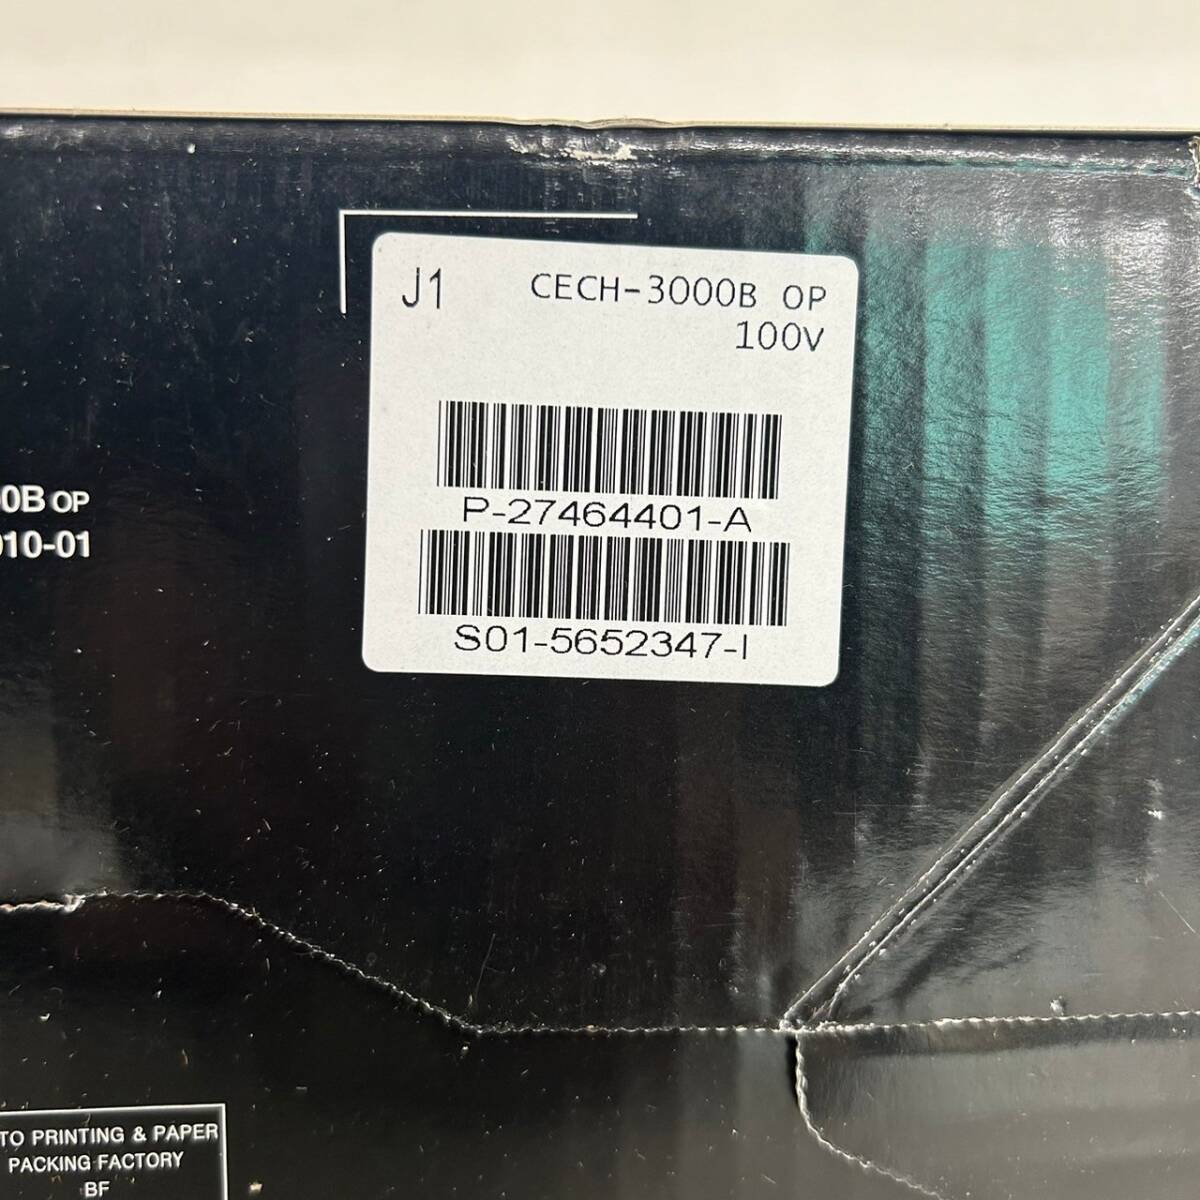 J1 CECH-3000B OP
100V
P-27464401-A
S01-5652347-I
0B OP
010-01
TO PRINTING & PAPER
PACKING FACTORY
BF